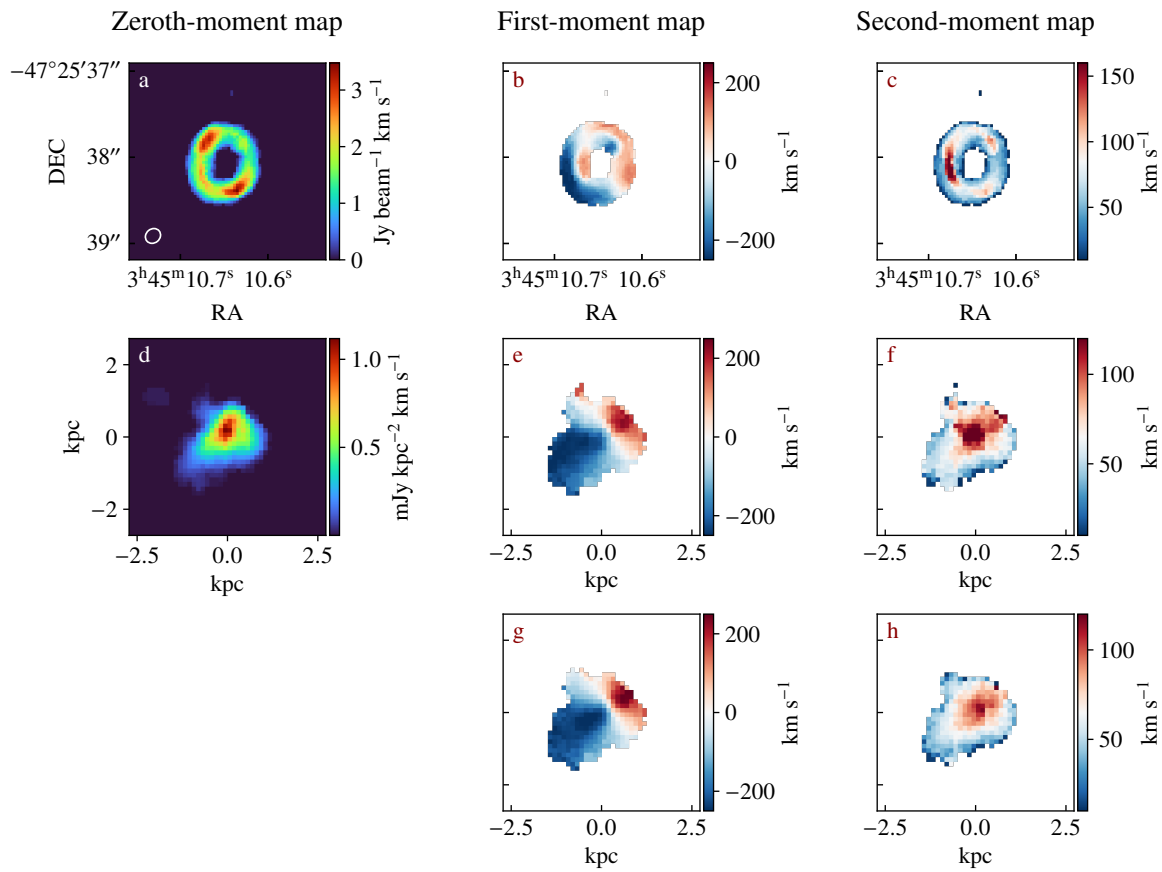 Zeroth-moment map First-moment map Second-moment map
−47°25′37″ a 3 2 1 0 Jy beam⁻¹ km s⁻¹ b 200 0 −200 km s⁻¹ c 150 100 50 km s⁻¹
DEC 38″
39″
3ʰ45ᵐ10.7ˢ 10.6ˢ 3ʰ45ᵐ10.7ˢ 10.6ˢ 3ʰ45ᵐ10.7ˢ 10.6ˢ
RA RA RA
2 d 1.0 0.5 mJy kpc⁻² km s⁻¹ e 200 0 −200 km s⁻¹ f 100 50 km s⁻¹
kpc 0
−2
−2.5 0.0 2.5 −2.5 0.0 2.5 −2.5 0.0 2.5
kpc kpc kpc
g 200 0 −200 km s⁻¹ h 100 50 km s⁻¹
−2.5 0.0 2.5 −2.5 0.0 2.5
kpc kpc